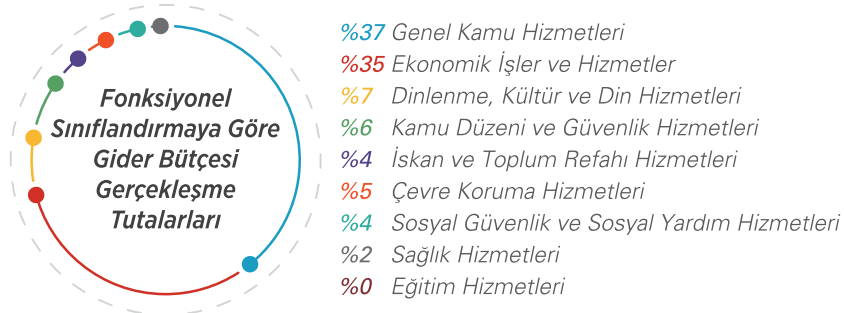 Fonksiyonel
Sınıflandırmaya Göre
Gider Bütçesi
Gerçekleşme
Tutalarları
%37 Genel Kamu Hizmetleri
%35 Ekonomik İşler ve Hizmetler
%7 Dinlenme, Kültür ve Din Hizmetleri
%6 Kamu Düzeni ve Güvenlik Hizmetleri
%4 İskan ve Toplum Refahı Hizmetleri
%5 Çevre Koruma Hizmetleri
%4 Sosyal Güvenlik ve Sosyal Yardım Hizmetleri
%2 Sağlık Hizmetleri
%0 Eğitim Hizmetleri